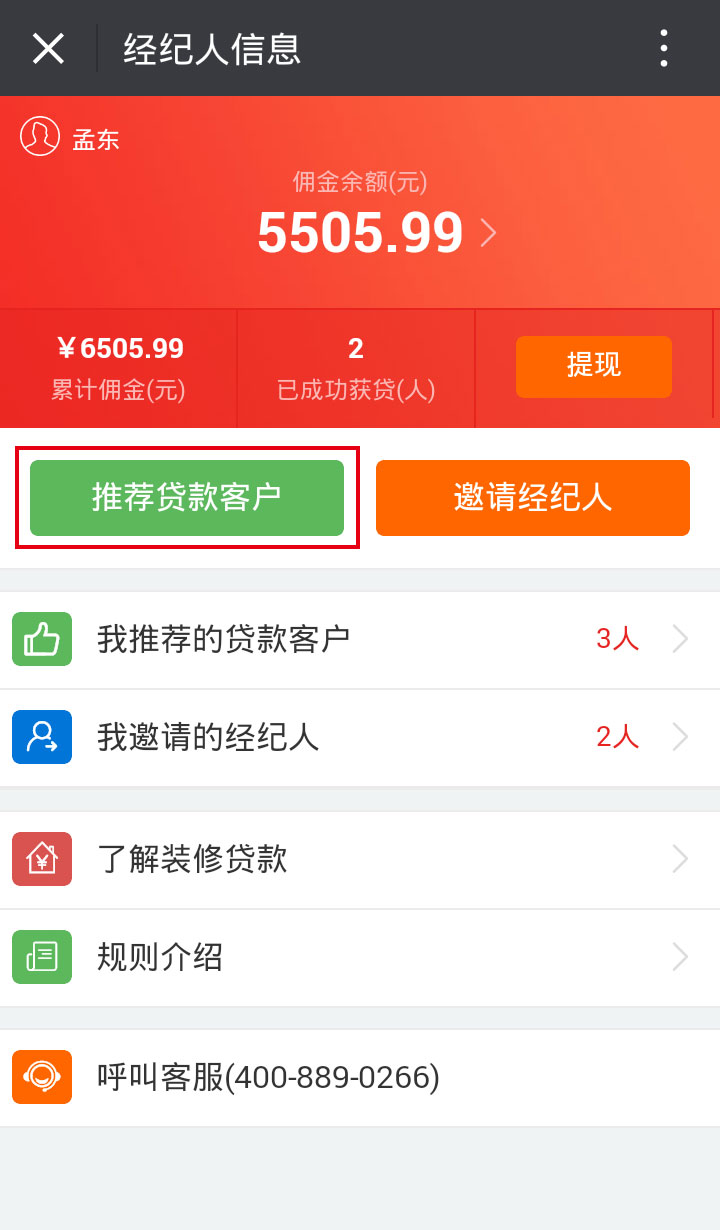 经纪人信息
孟东
佣金余额(元)
5505.99
¥6505.99
累计佣金(元)
2
已成功获贷(人)
提现
推荐贷款客户
邀请经纪人
我推荐的贷款客户
3人
我邀请的经纪人
2人
了解装修贷款
规则介绍
呼叫客服(400-889-0266)